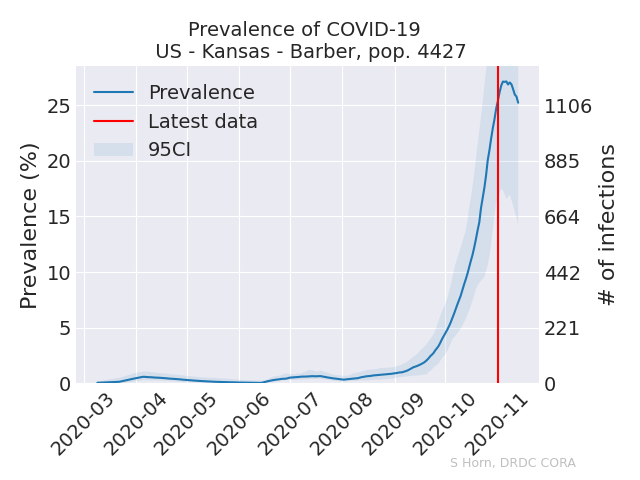 Prevalence of COVID-19
US - Kansas - Barber, pop. 4427
Prevalence
Latest data
95CI
Prevalence (%)
25
20
15
10
5
0
1106
885
664
442
221
0
# of infections
2020-03
2020-04
2020-05
2020-06
2020-07
2020-08
2020-09
2020-10
2020-11
S Horn, DRDC CORA